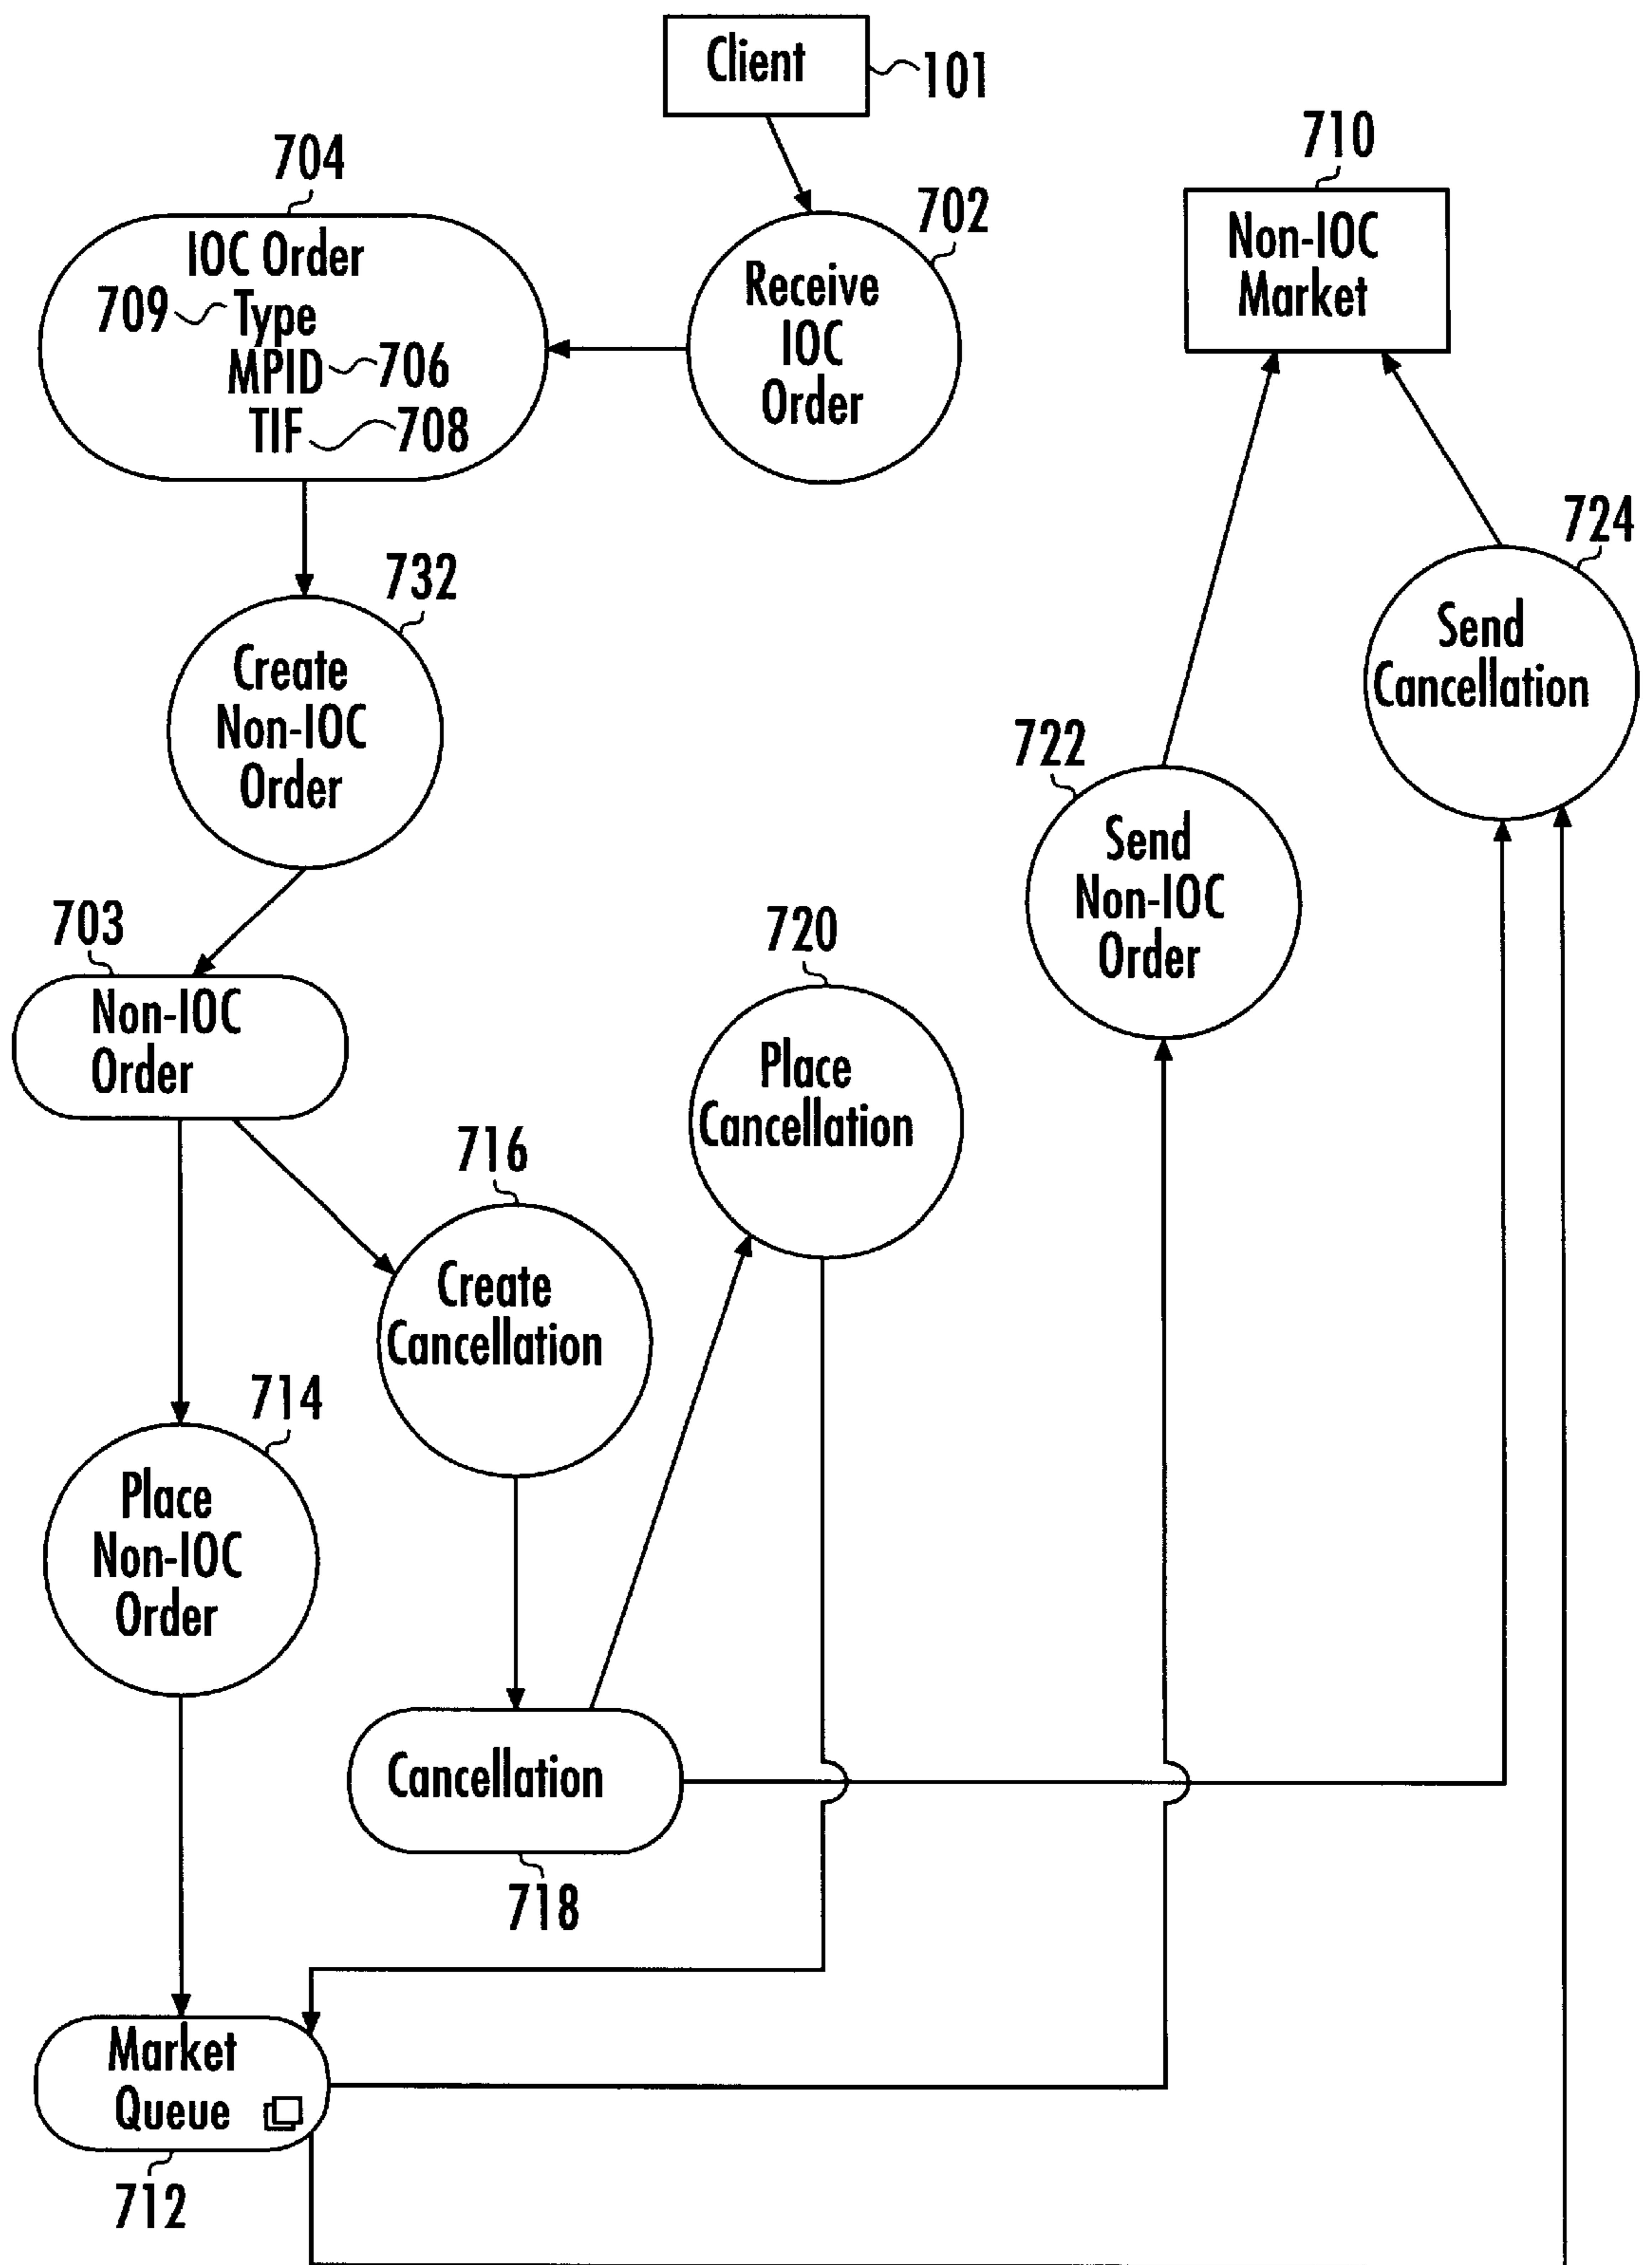 Client
101
704
710
702
IOC Order
709
Type
MPID
706
TIF
708
Receive
IOC
Order
Non-IOC
Market
724
732
Send
Cancellation
Create
Non-IOC
Order
722
Send
Non-IOC
Order
703
720
Non-IOC
Order
Place
Cancellation
716
Create
Cancellation
714
Place
Non-IOC
Order
Cancellation
718
Market
Queue
712